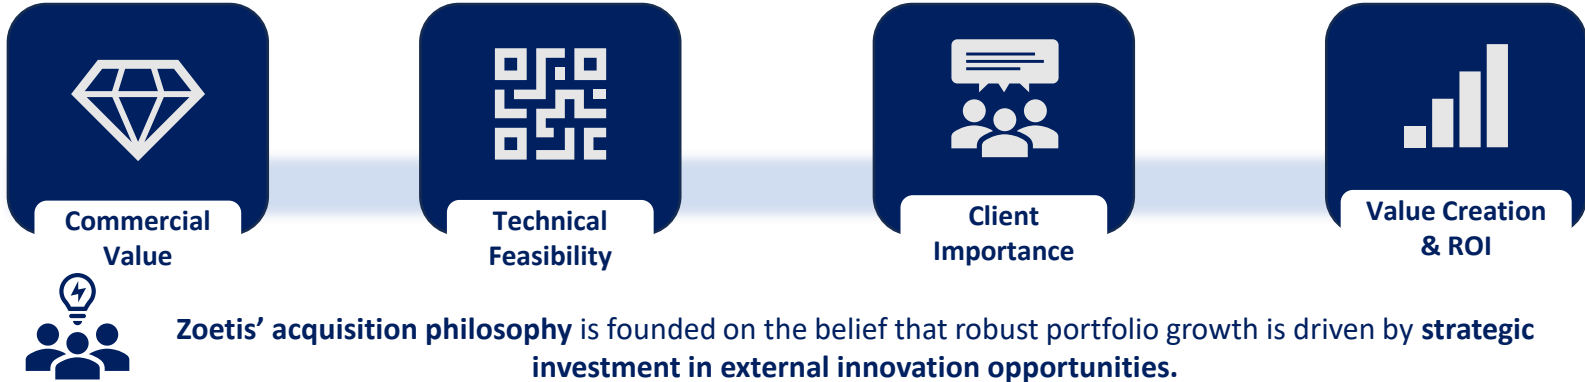 Commercial
Value
Technical
Feasibility
Client
Importance
Value Creation
& ROI
Zoetis’ acquisition philosophy is founded on the belief that robust portfolio growth is driven by strategic
investment in external innovation opportunities.